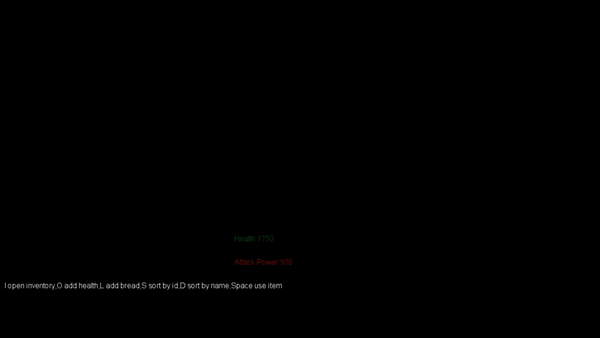 Health 1750
Attack Power 100
I open inventory,O add health,L add bread,S sort by id,D sort by name,Space use item